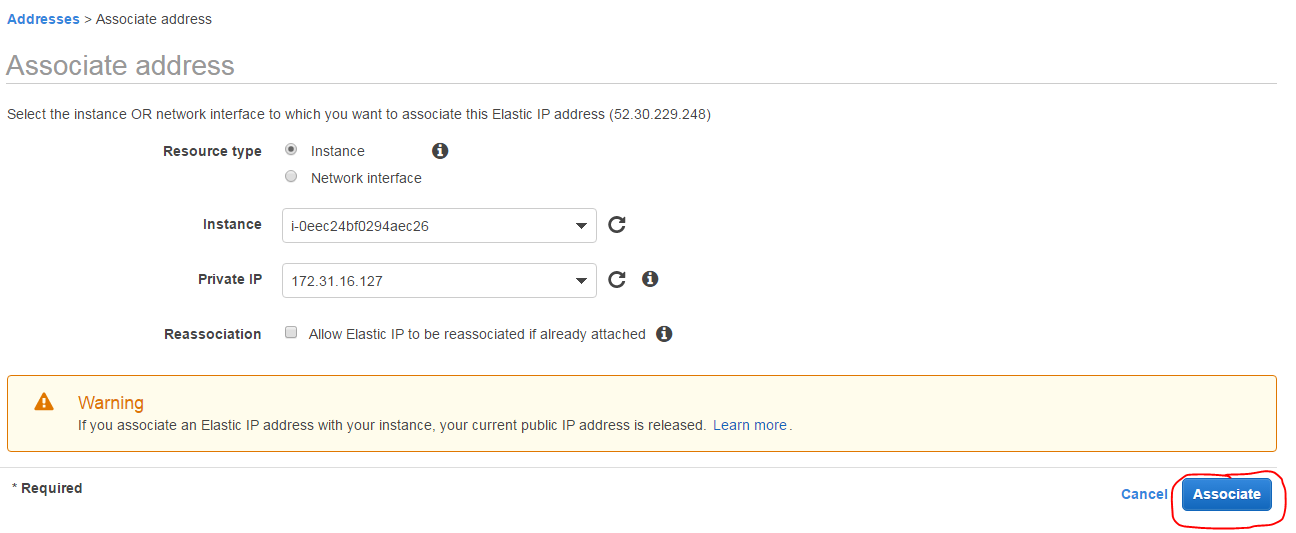 Addresses > Associate address
Associate address
Select the instance OR network interface to which you want to associate this Elastic IP address (52.30.229.248)
Resource type Instance
Network interface
Instance i-0eec24bf0294aec26
Private IP 172.31.16.127
Reassociation Allow Elastic IP to be reassociated if already attached
Warning
If you associate an Elastic IP address with your instance, your current public IP address is released. Learn more.
* Required
Cancel Associate